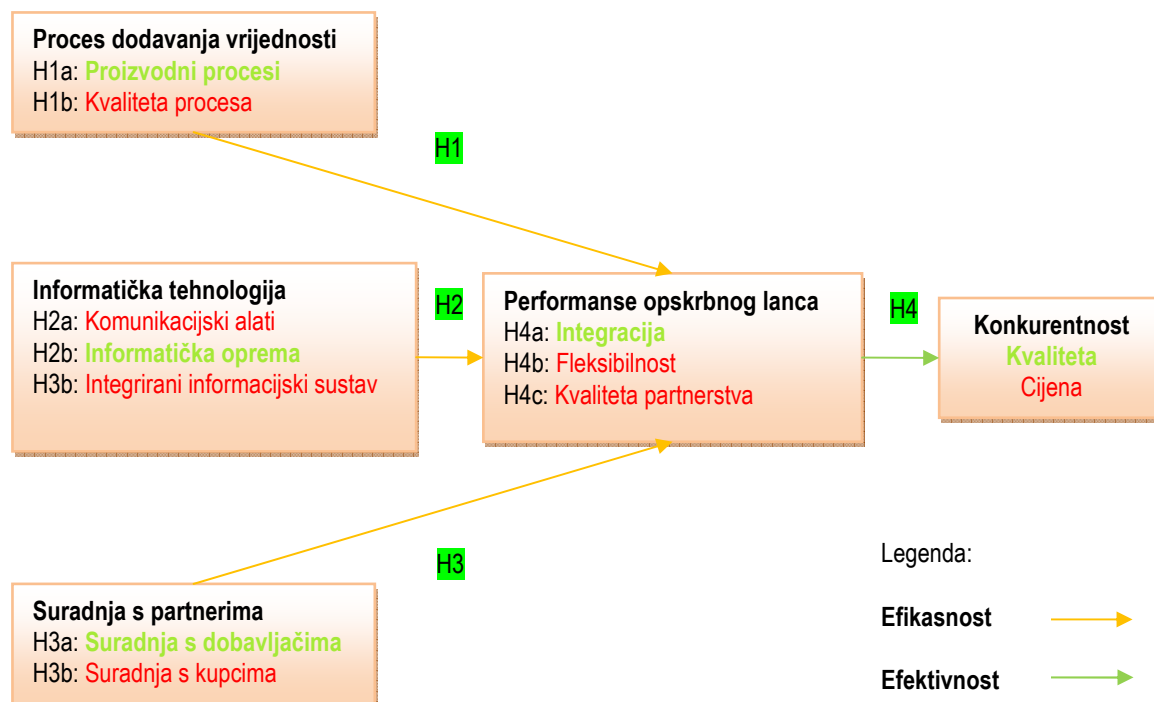 Proces dodavanja vrijednosti
H1a: Proizvodni procesi
H1b: Kvaliteta procesa
H1
Informatička tehnologija
H2a: Komunikacijski alati
H2b: Informatička oprema
H3b: Integrirani informacijski sustav
H2
Performanse opskrbnog lanca
H4a: Integracija
H4b: Fleksibilnost
H4c: Kvaliteta partnerstva
H4
Konkurentnost
Kvaliteta
Cijena
H3
Suradnja s partnerima
H3a: Suradnja s dobavljačima
H3b: Suradnja s kupcima
Legenda:
Efikasnost
Efektivnost